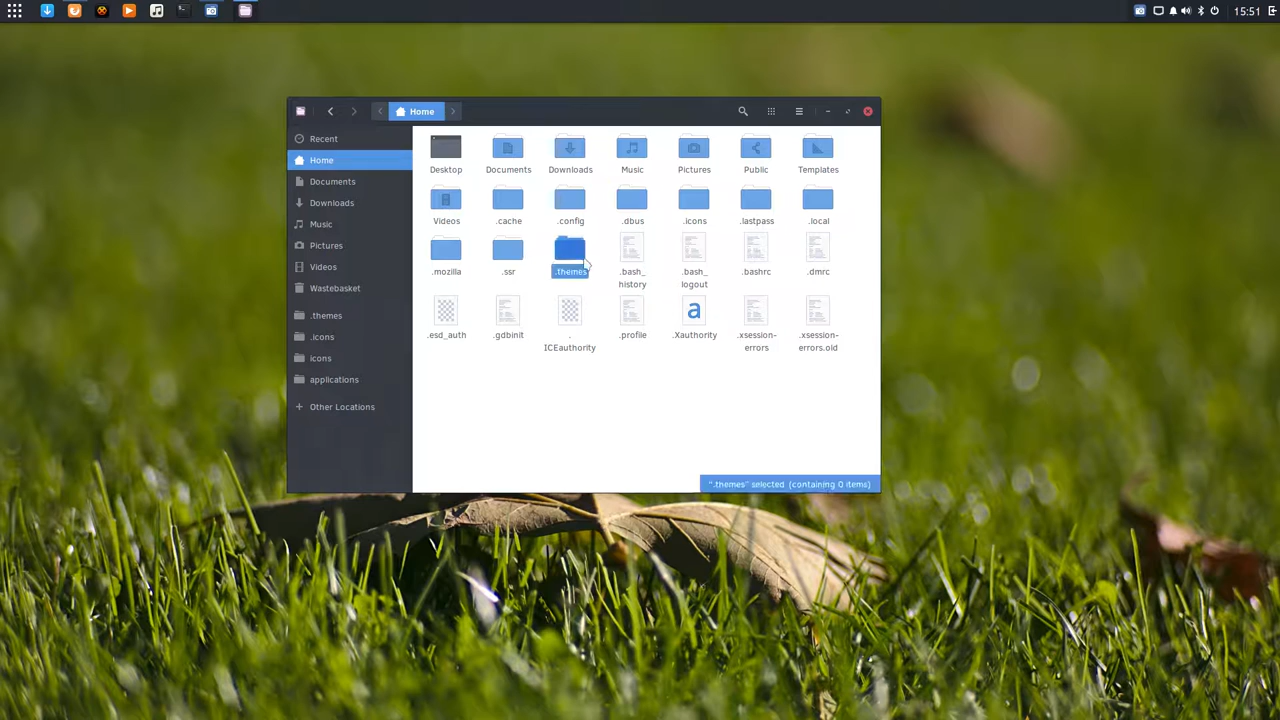 15:51
Home
Recent
Home
Documents
Downloads
Music
Pictures
Videos
Wastebasket
.themes
.icons
icons
applications
Other Locations
Desktop
Documents
Downloads
Music
Pictures
Public
Templates
Videos
.cache
.config
.dbus
.icons
.lastpass
.local
.mozilla
.ssr
.themes
.bash_
history
.bash_
logout
.bashrc
.dmrc
.esd_auth
.gdbinit
.
ICEauthority
.profile
a
.Xauthority
.xsession-
errors
.xsession-
errors.old
".themes" selected (containing 0 items)